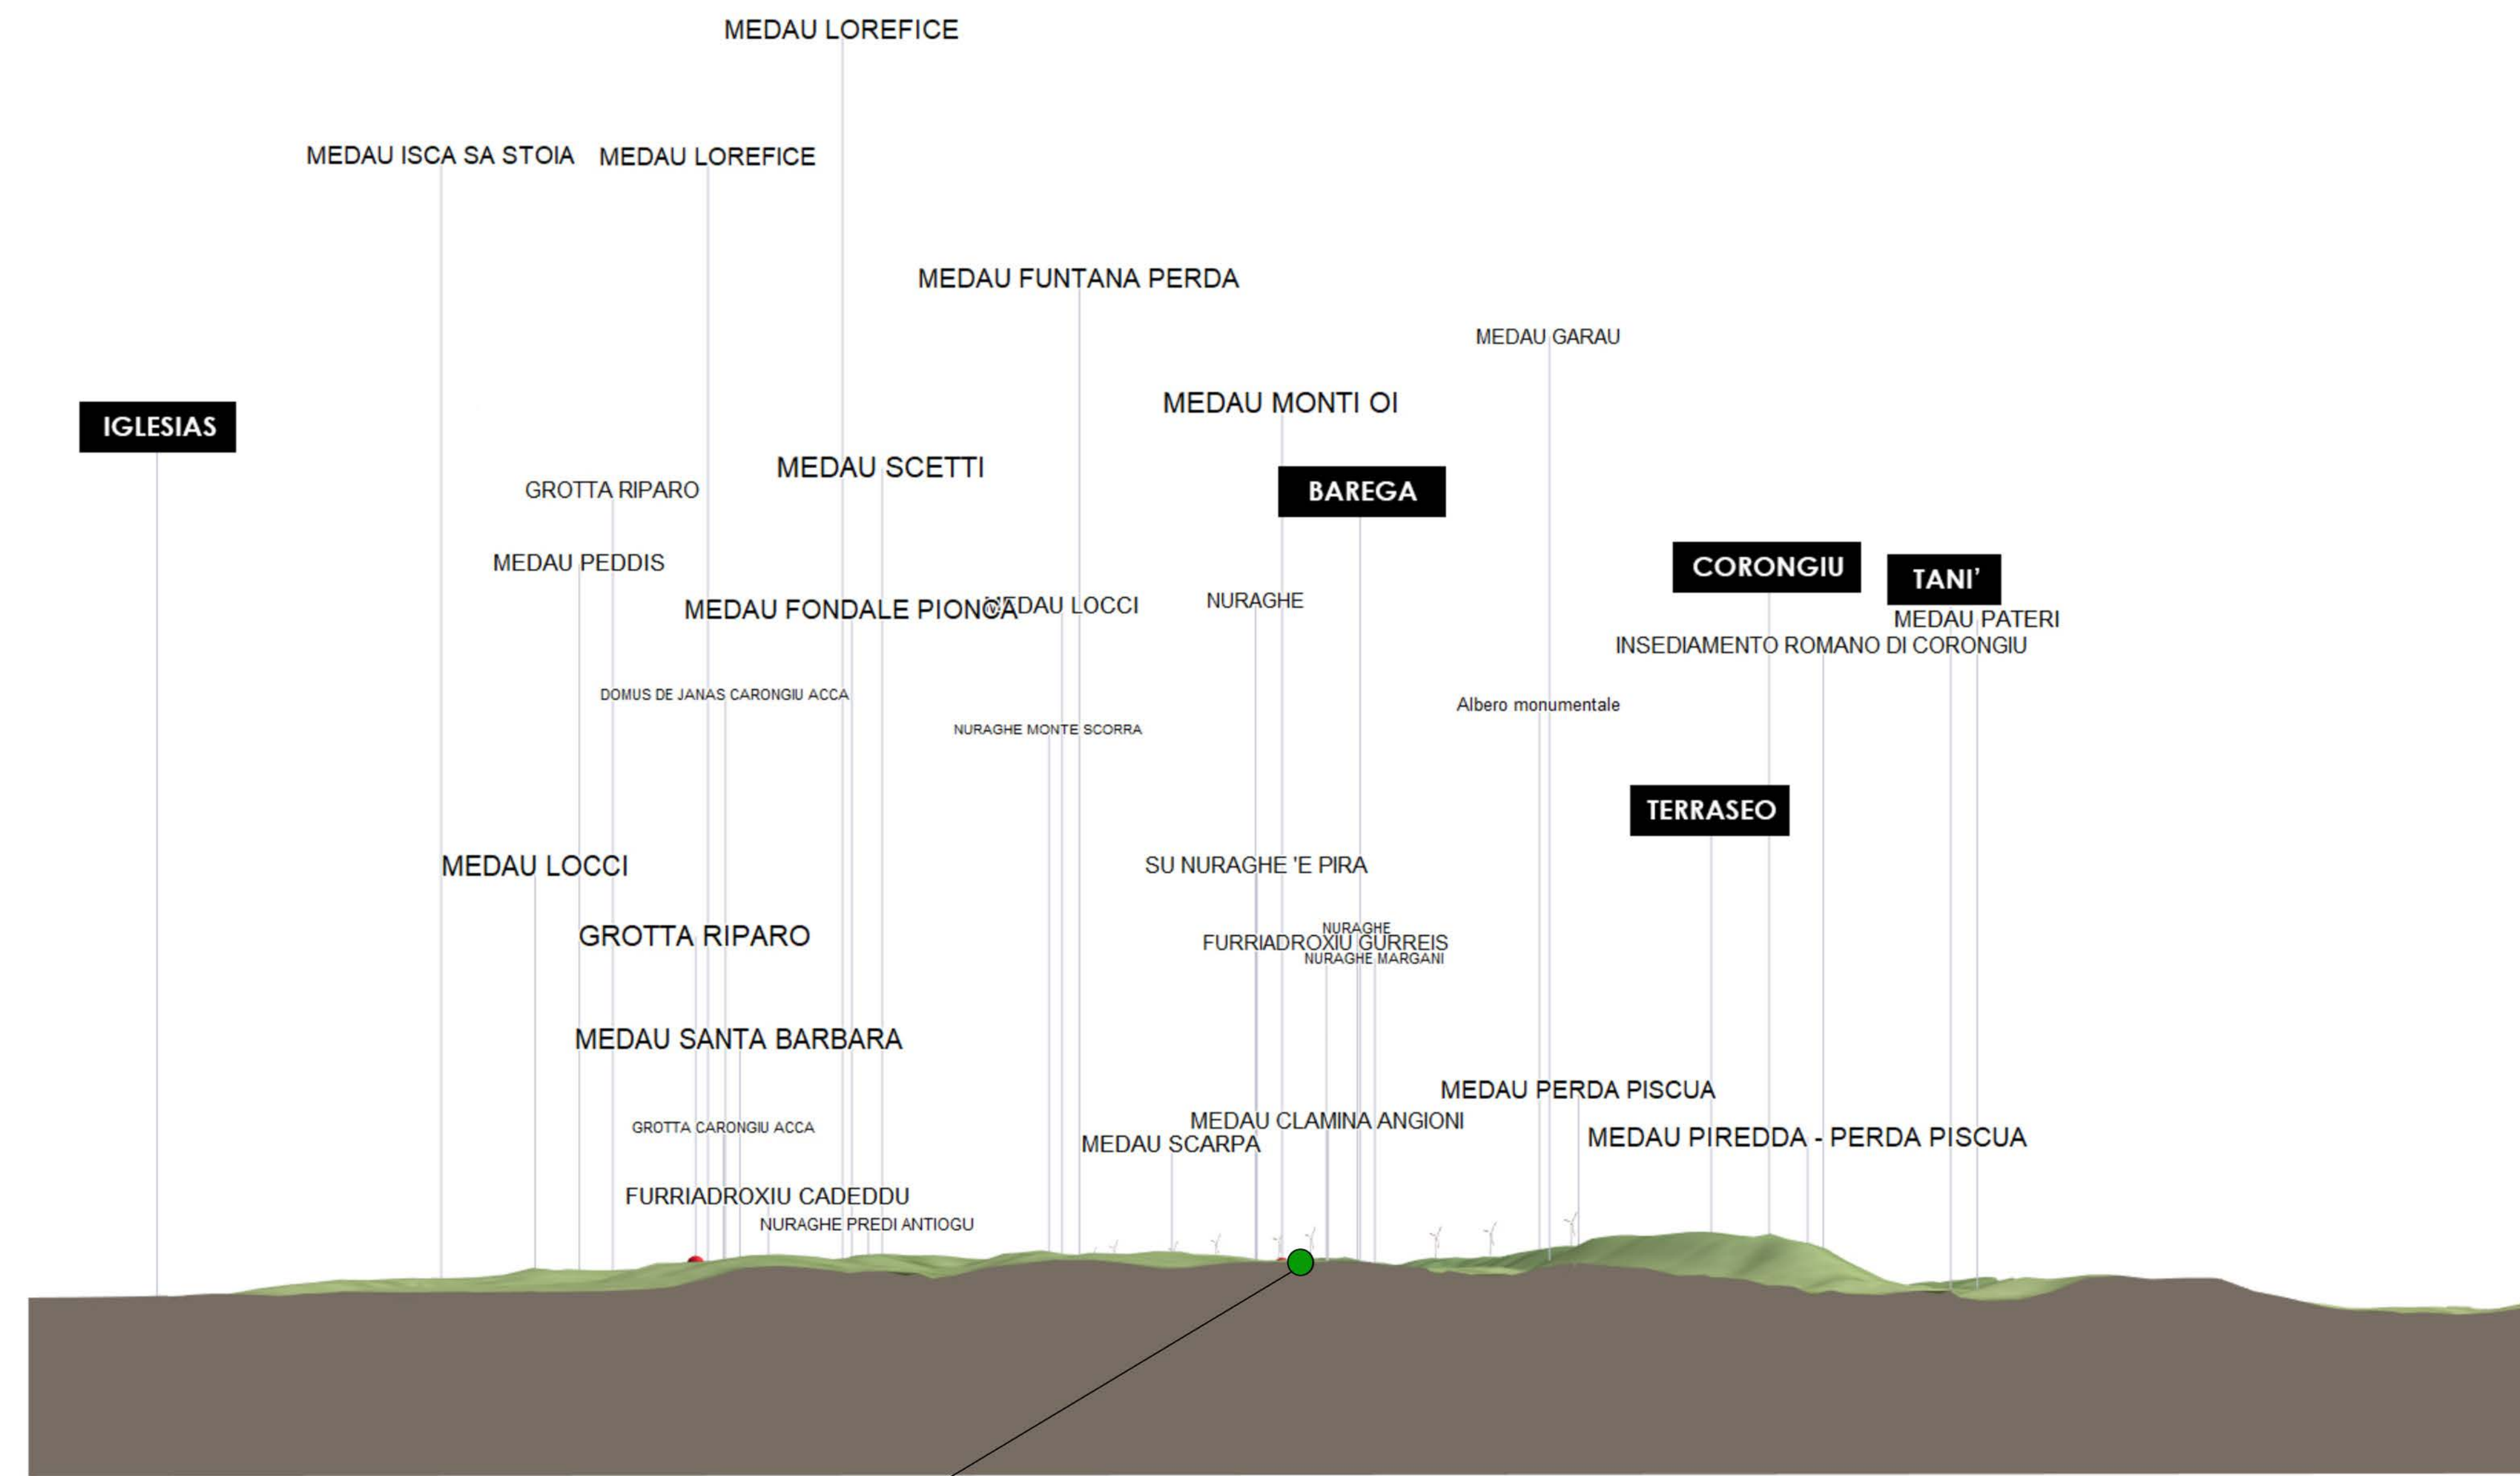 MEDAU LOREFICE
MEDAU ISCA SA STOIA
MEDAU LOREFICE
MEDAU FUNTANA PERDA
MEDAU GARAU
MEDAU MONTI OI
IGLESIAS
MEDAU SCETTI
GROTTA RIPARO
BAREGA
MEDAU PEDDIS
CORONGIU
TANI'
MEDAU FONDALE PIONCA
MEDAU LOCCI
NURAGHE
MEDAU PATERI
INSEDIAMENTO ROMANO DI CORONGIU
DOMUS DE JANAS CARONGIU ACCA
Albero monumentale
NURAGHE MONTE SCORRA
TERRASEO
MEDAU LOCCI
SU NURAGHE 'E PIRA
GROTTA RIPARO
NURAGHE
FURRIADROXIU GURREIS
NURAGHE MARGANI
MEDAU SANTA BARBARA
MEDAU PERDA PISCUA
GROTTA CARONGIU ACCA
MEDAU CLAMINA ANGIONI
MEDAU SCARPA
MEDAU PIREDDA - PERDA PISCUA
FURRIADROXIU CADEDDU
NURAGHE PREDI ANTIOGU